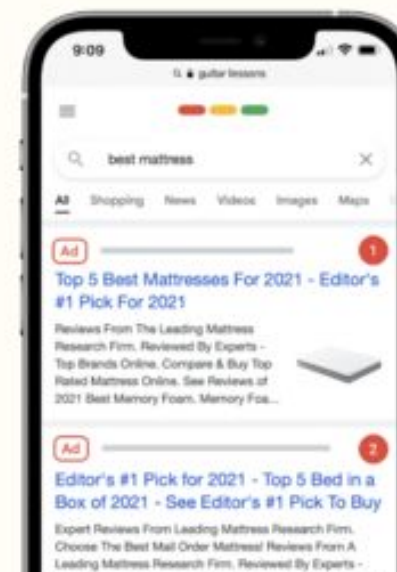 9:09
guitar lessons
best mattress
All Shopping News Videos Images Maps
Ad
1
Top 5 Best Mattresses For 2021 - Editor's
#1 Pick For 2021
Reviews From The Leading Mattress
Research Firm. Reviewed By Experts -
Top Brands Online. Compare & Buy Top
Rated Mattress Online. See Reviews of
2021 Best Memory Foam. Memory Foa...
Ad
2
Editor's #1 Pick for 2021 - Top 5 Bed in a
Box of 2021 - See Editor's #1 Pick To Buy
Expert Reviews From Leading Mattress Research Firm.
Choose The Best Mail Order Mattress! Reviews From A
Leading Mattress Research Firm. Reviewed By Experts -